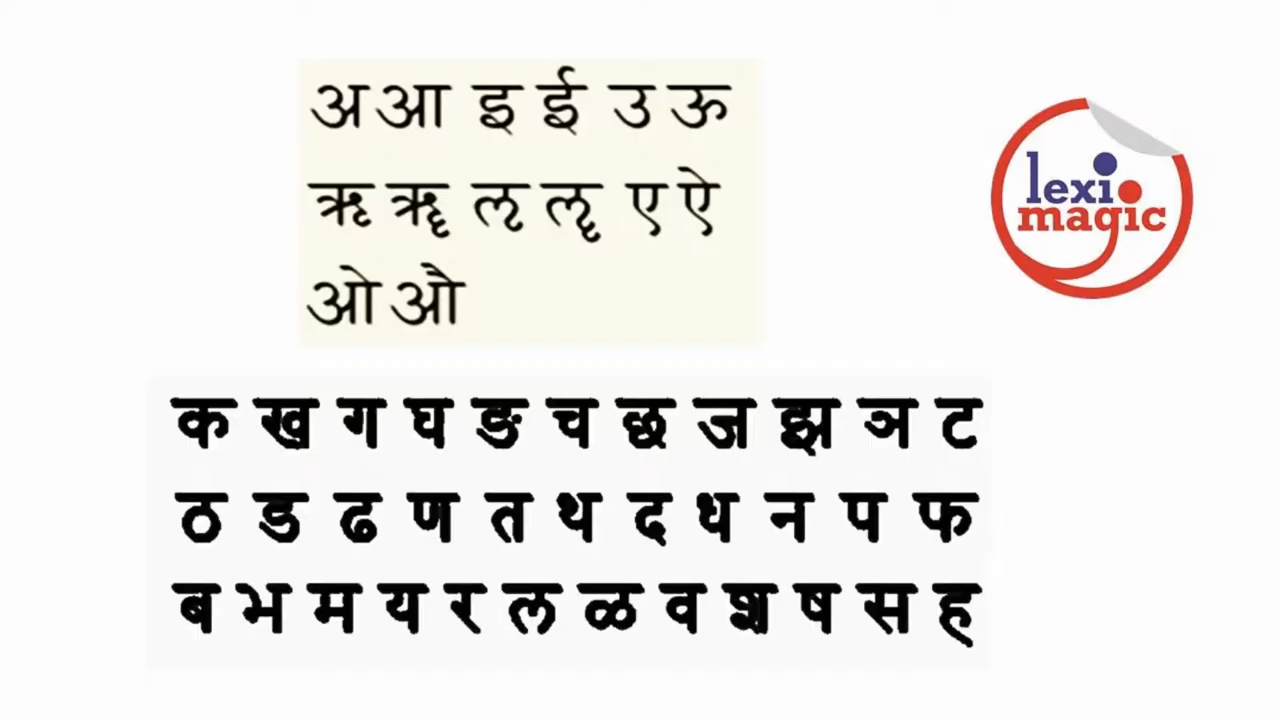 अ आ इ ई उ ऊ
ऋ ॠ ऌ ॡ ए ऐ
ओ औ
lexi
magic
क ख ग घ ङ च छ ज झ ञ ट
ठ ड ढ ण त थ द ध न प फ
ब भ म य र ल ळ व श ष स ह